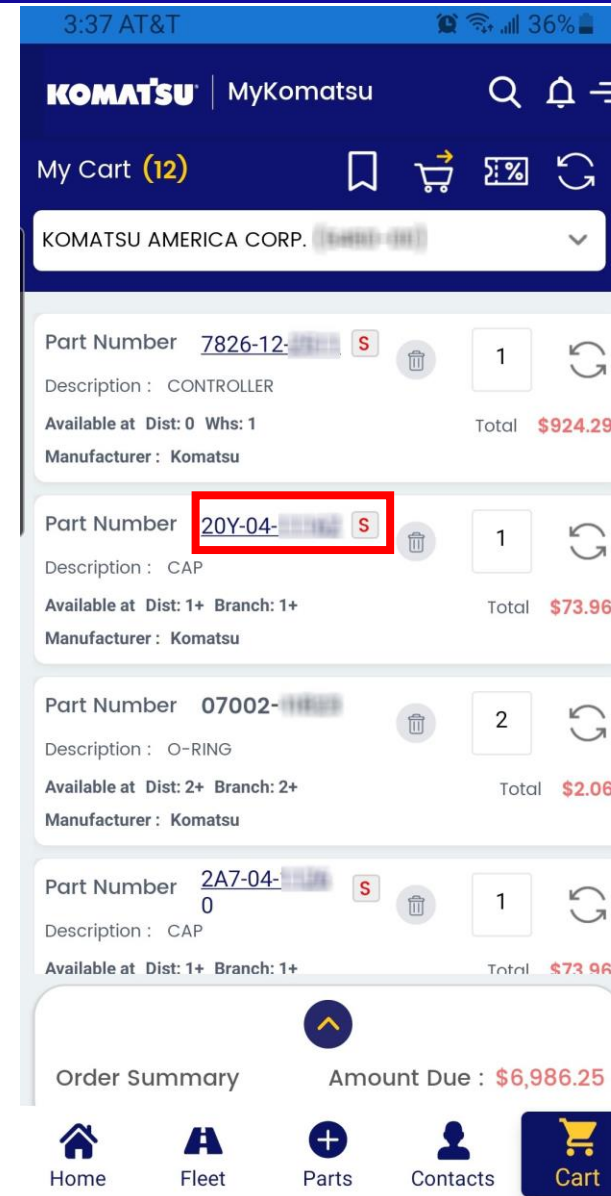 3:37 AT&T 36%
KOMATSU MyKomatsu
My Cart (12)
%
KOMATSU AMERICA CORP.
Part Number 7826-12- S
1
Description : CONTROLLER
Available at Dist: 0 Whs: 1
Total $924.29
Manufacturer : Komatsu
Part Number 20Y-04- S
1
Description : CAP
Available at Dist: 1+ Branch: 1+
Total $73.96
Manufacturer : Komatsu
Part Number 07002-
2
Description : O-RING
Available at Dist: 2+ Branch: 2+
Total $2.06
Manufacturer : Komatsu
Part Number 2A7-04-
0
S
1
Description : CAP
Available at Dist: 1+ Branch: 1+
Total $73.96
Order Summary Amount Due : $6,986.25
Home Fleet Parts Contacts Cart